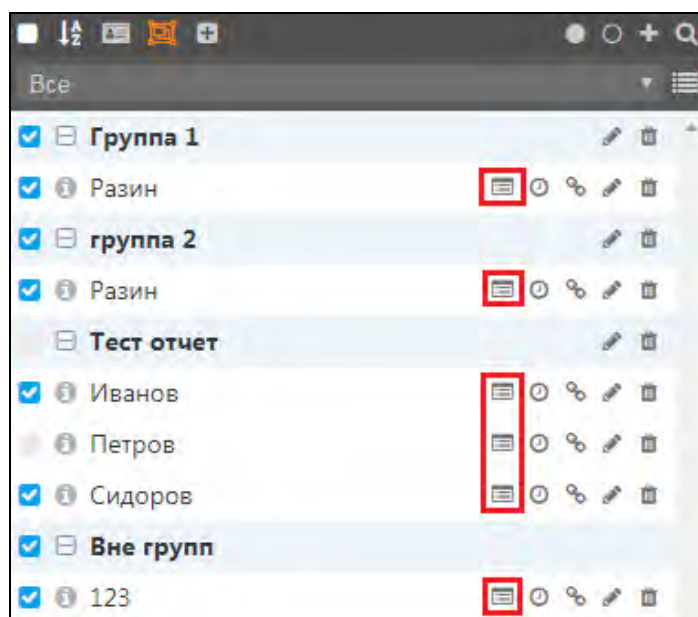 Все
Группа 1
Разин
группа 2
Разин
Тест отчет
Иванов
Петров
Сидоров
Вне групп
123